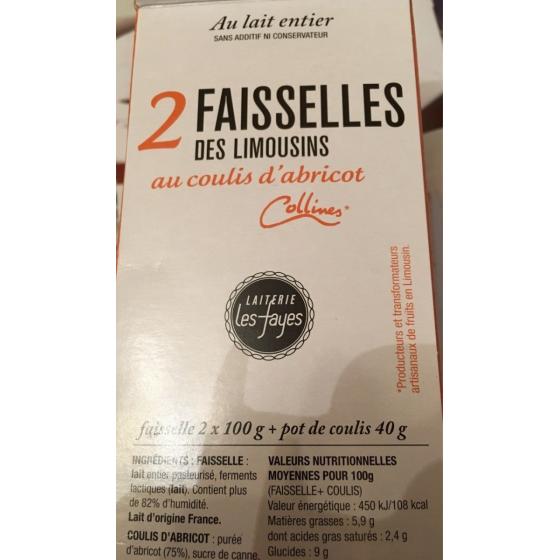 Au lait entier
SANS ADDITIF NI CONSERVATEUR
2 FAISSELLES
DES LIMOUSINS
au coulis d'abricot
Collines*
LAITERIE
les fayes
*Producteurs et transformateurs
artisanaux de fruits en Limousin.
faisselle 2 x 100 g + pot de coulis 40 g
INGRÉDIENTS : FAISSELLE :
lait entier pasteurisé, ferments
lactiques (lait). Contient plus
de 82% d'humidité.
Lait d'origine France.
COULIS D'ABRICOT : purée
d'abricot (75%), sucre de canne,
VALEURS NUTRITIONNELLES
MOYENNES POUR 100g
(FAISSELLE+ COULIS)
Valeur énergétique : 450 kJ/108 kcal
Matières grasses : 5,9 g
dont acides gras saturés : 2,4 g
Glucides : 9 g